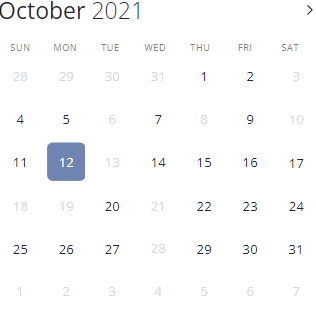 October 2021 >
SUN MON TUE WED THU FRI SAT
28 29 30 31 1 2 3
4 5 6 7 8 9 10
11 12 13 14 15 16 17
18 19 20 21 22 23 24
25 26 27 28 29 30 31
1 2 3 4 5 6 7